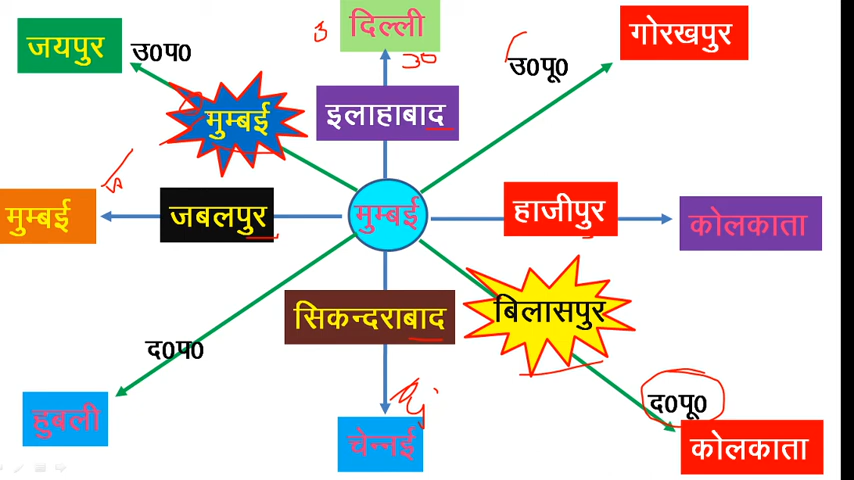 दिल्ली
जयपुर
उ0प0
उ0पू0
गोरखपुर
मुम्बई
इलाहाबाद
मुम्बई
जबलपुर
मुम्बई
हाजीपुर
कोलकाता
सिकन्दराबाद
बिलासपुर
द0प0
द0पू0
हुबली
चेन्नई
कोलकाता